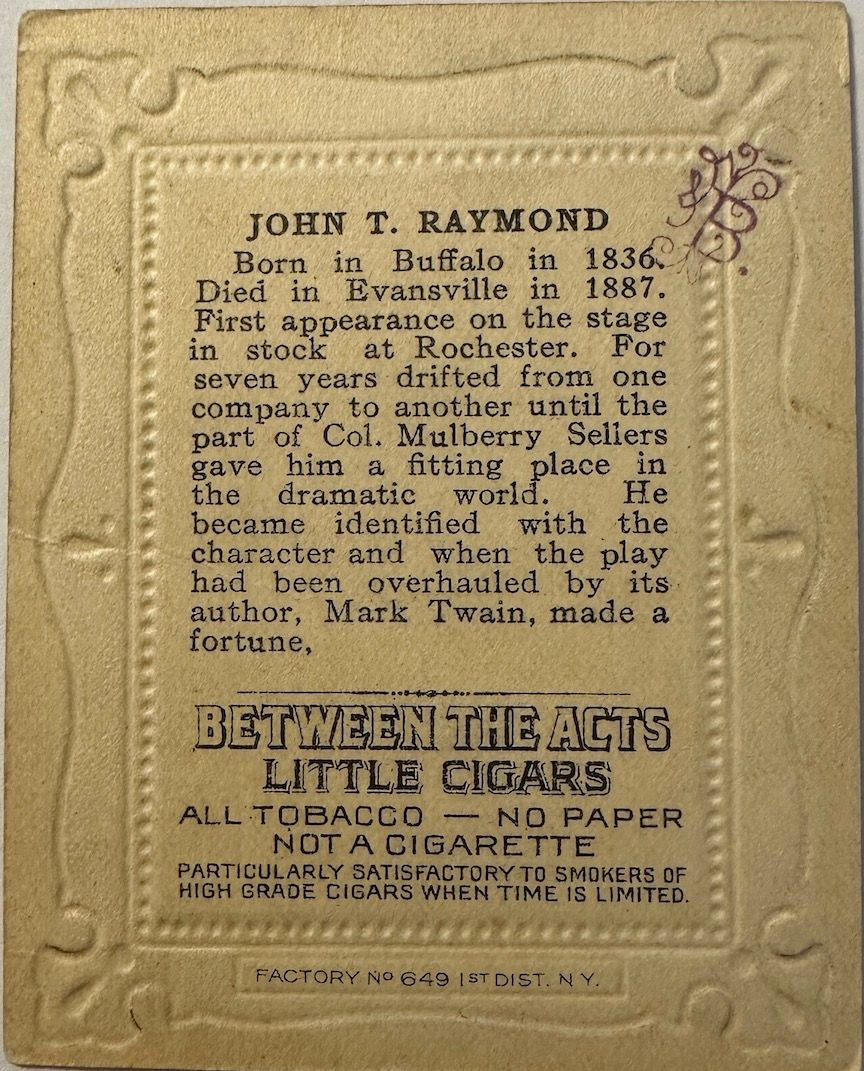 JOHN T. RAYMOND
Born in Buffalo in 1836.
Died in Evansville in 1887.
First appearance on the stage
in stock at Rochester. For
seven years drifted from one
company to another until the
part of Col. Mulberry Sellers
gave him a fitting place in
the dramatic world. He
became identified with the
character and when the play
had been overhauled by its
author, Mark Twain, made a
fortune,
BETWEEN THE ACTS
LITTLE CIGARS
ALL TOBACCO — NO PAPER
NOT A CIGARETTE
PARTICULARLY SATISFACTORY TO SMOKERS OF
HIGH GRADE CIGARS WHEN TIME IS LIMITED.
FACTORY No 649 1ST DIST. N Y.